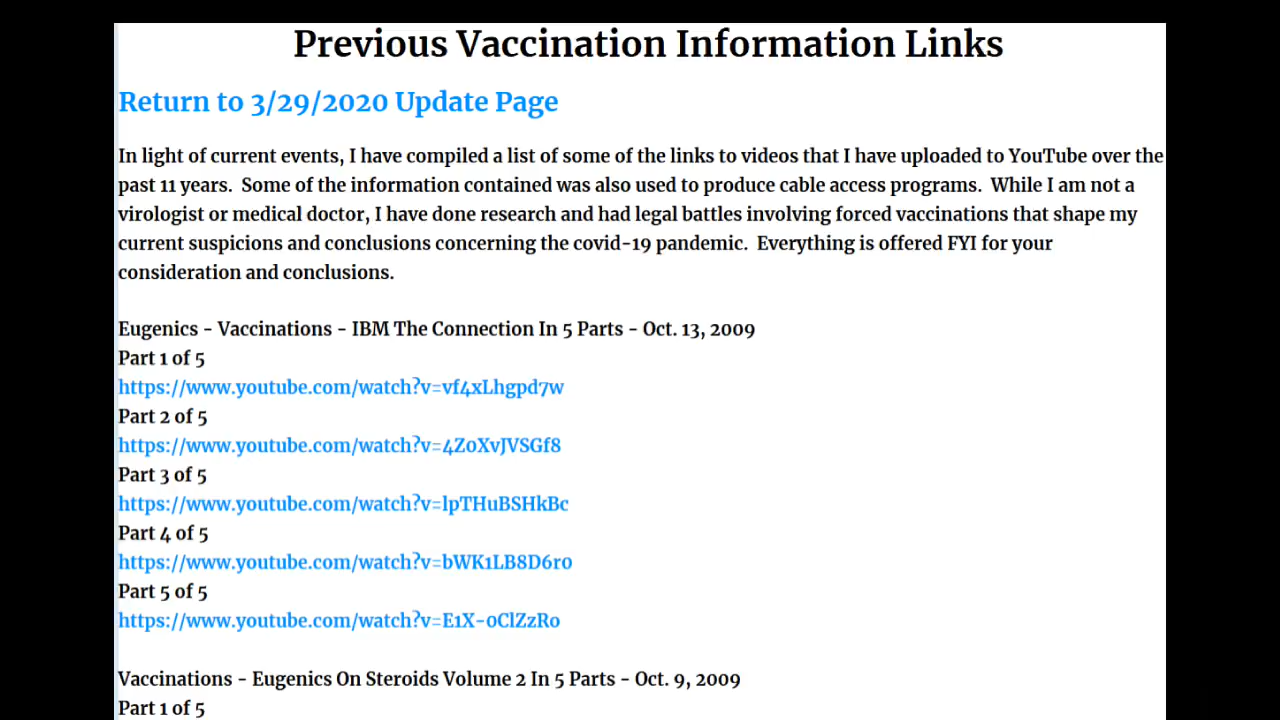 Previous Vaccination Information Links
Return to 3/29/2020 Update Page
In light of current events, I have compiled a list of some of the links to videos that I have uploaded to YouTube over the
past 11 years.  Some of the information contained was also used to produce cable access programs.  While I am not a
virologist or medical doctor, I have done research and had legal battles involving forced vaccinations that shape my
current suspicions and conclusions concerning the covid-19 pandemic.  Everything is offered FYI for your
consideration and conclusions.
Eugenics - Vaccinations - IBM The Connection In 5 Parts - Oct. 13, 2009
Part 1 of 5
https://www.youtube.com/watch?v=vf4xLhgpd7w
Part 2 of 5
https://www.youtube.com/watch?v=4Z0XvJVSGf8
Part 3 of 5
https://www.youtube.com/watch?v=lpTHuBSHkBc
Part 4 of 5
https://www.youtube.com/watch?v=bWK1LB8D6r0
Part 5 of 5
https://www.youtube.com/watch?v=E1X-0ClZzRo
Vaccinations - Eugenics On Steroids Volume 2 In 5 Parts - Oct. 9, 2009
Part 1 of 5